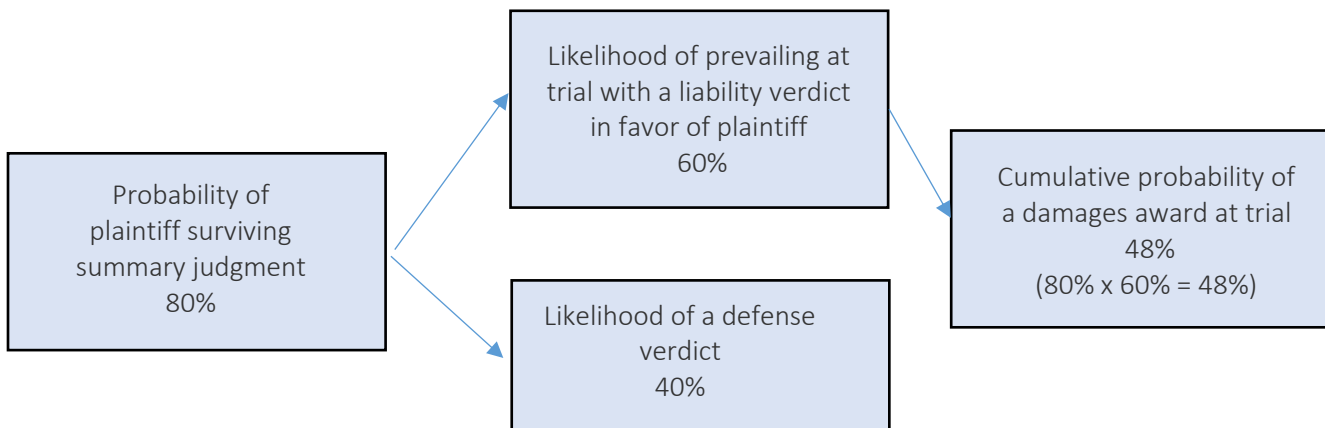 Probability of
plaintiff surviving
summary judgment
80%
Likelihood of prevailing at
trial with a liability verdict
in favor of plaintiff
60%
Likelihood of a defense
verdict
40%
Cumulative probability of
a damages award at trial
48%
(80% x 60% = 48%)